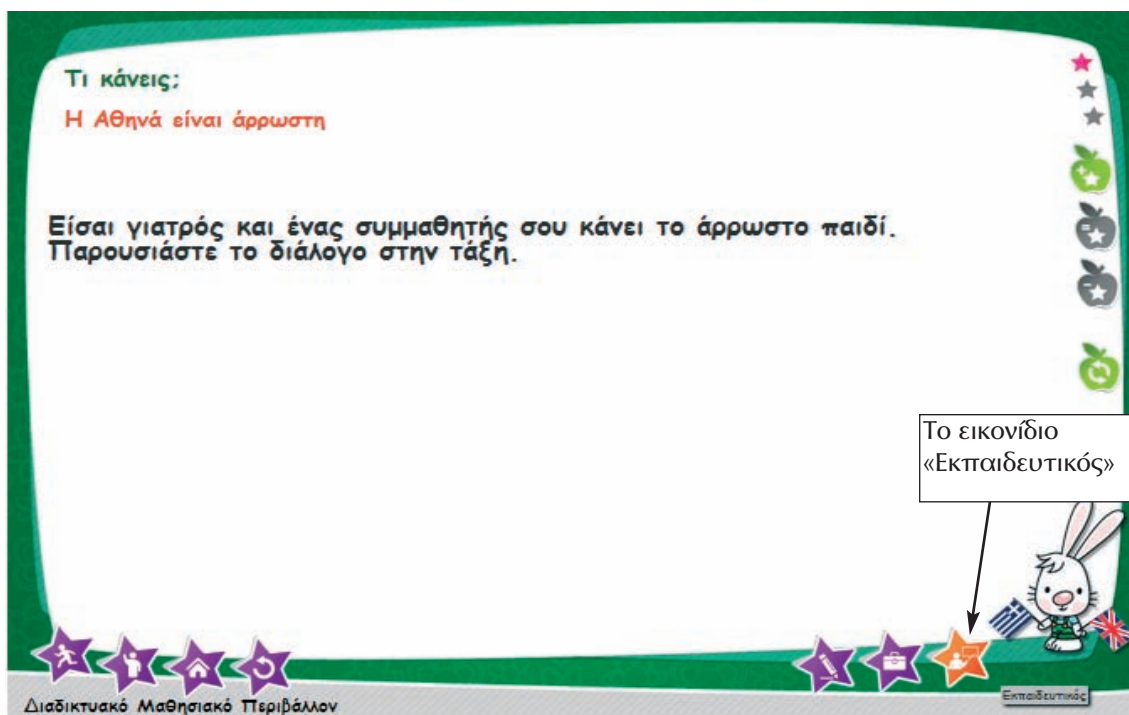 Τι κάνεις;
Η Αθηνά είναι άρρωστη
Είσαι γιατρός και ένας συμμαθητής σου κάνει το άρρωστο παιδί.
Παρουσιάστε το διάλογο στην τάξη.
Το εικονίδιο
«Εκπαιδευτικός»
Εκπαιδευτικός
Διαδικτυακό Μαθησιακό Περιβάλλον